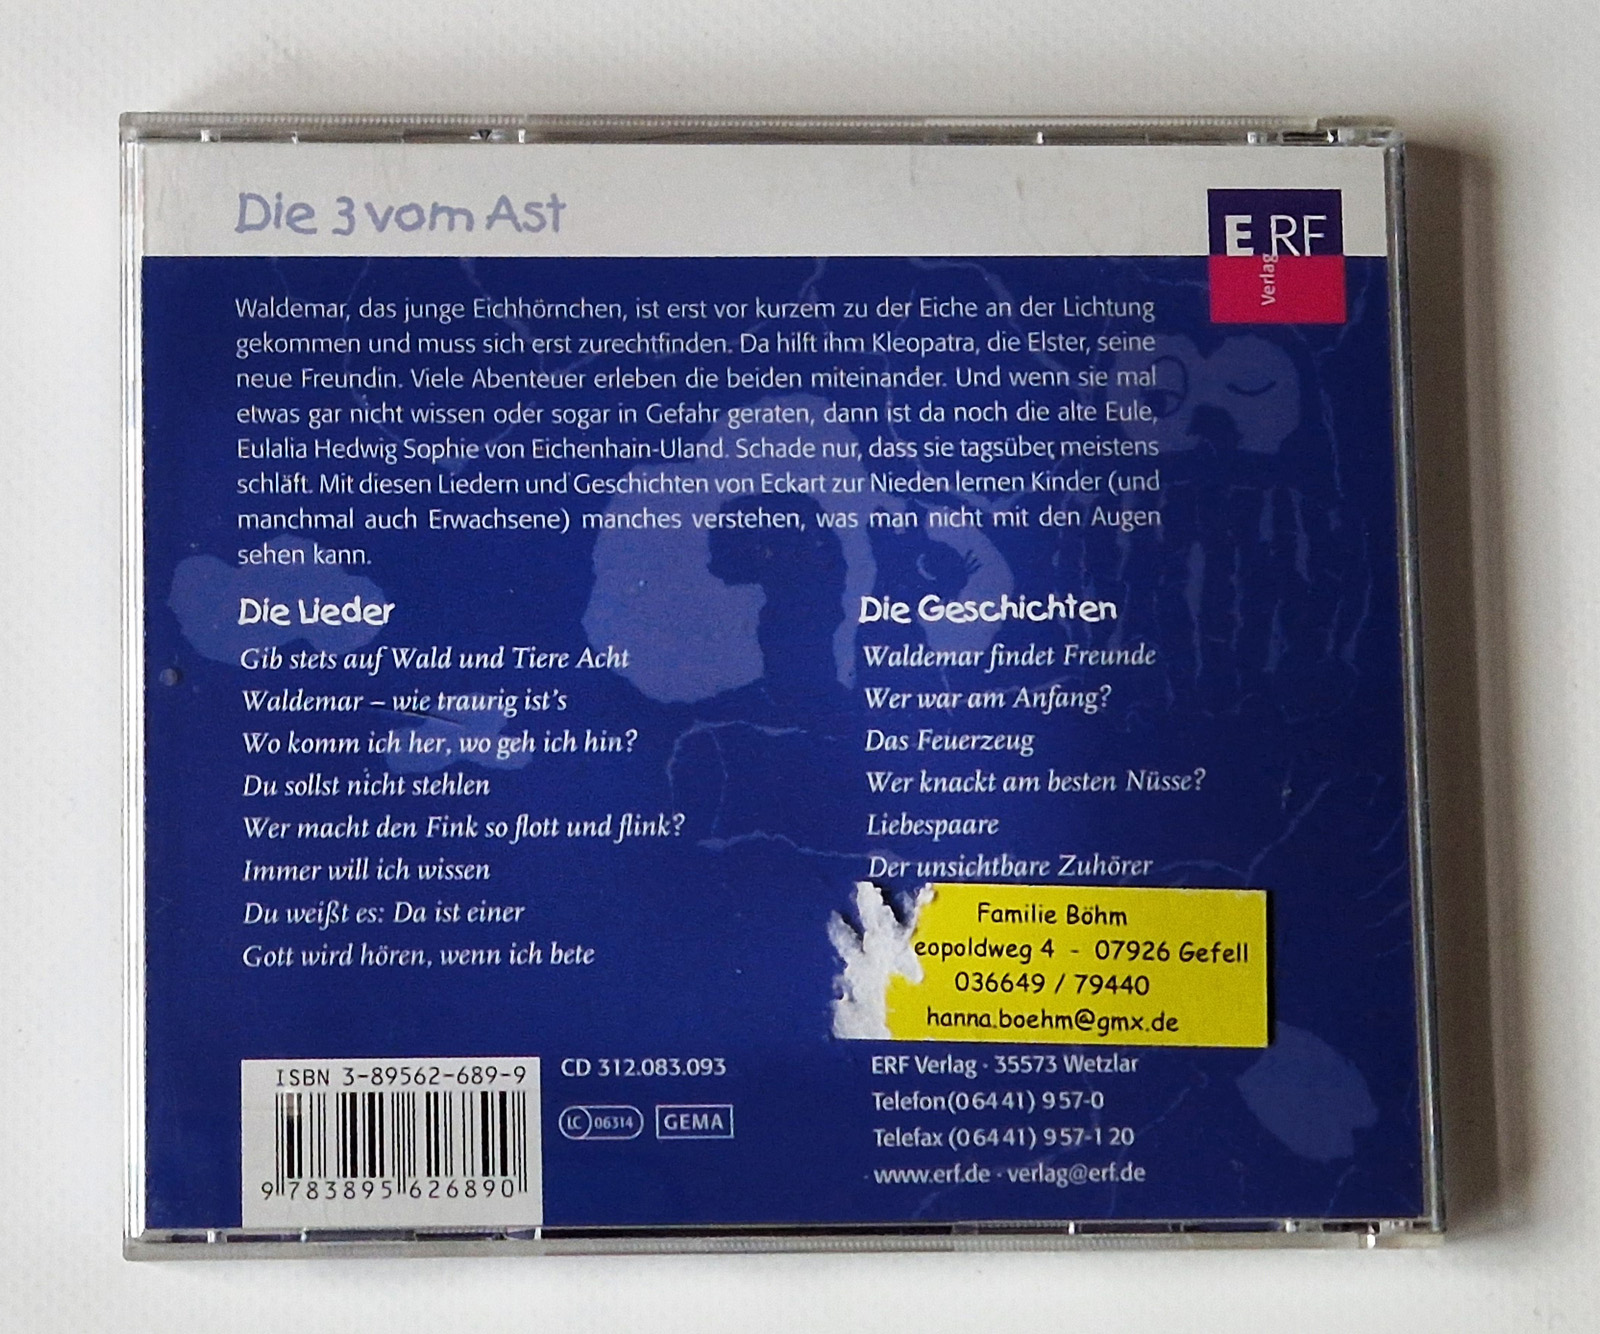 Die 3 vom Ast
E RF
Verlag
Waldemar, das junge Eichhörnchen, ist erst vor kurzem zu der Eiche an der Lichtung
gekommen und muss sich erst zurechtfinden. Da hilft ihm Kleopatra, die Elster, seine
neue Freundin. Viele Abenteuer erleben die beiden miteinander. Und wenn sie mal
etwas gar nicht wissen oder sogar in Gefahr geraten, dann ist da noch die alte Eule,
Eulalia Hedwig Sophie von Eichenhain-Uland. Schade nur, dass sie tagsüber meistens
schläft. Mit diesen Liedern und Geschichten von Eckart zur Nieden lernen Kinder (und
manchmal auch Erwachsene) manches verstehen, was man nicht mit den Augen
sehen kann.
Die Lieder
Gib stets auf Wald und Tiere Acht
Waldemar – wie traurig ist's
Wo komm ich her, wo geh ich hin?
Du sollst nicht stehlen
Wer macht den Fink so flott und flink?
Immer will ich wissen
Du weißt es: Da ist einer
Gott wird hören, wenn ich bete
Die Geschichten
Waldemar findet Freunde
Wer war am Anfang?
Das Feuerzeug
Wer knackt am besten Nüsse?
Liebespaare
Der unsichtbare Zuhörer
Familie Böhm
eopoldweg 4 - 07926 Gefell
036649 / 79440
hanna.boehm@gmx.de
ISBN 3-89562-689-9
9 783895 626890
CD 312.083.093
LC 06314 GEMA
ERF Verlag · 35573 Wetzlar
Telefon (0 64 41) 9 57-0
Telefax (0 64 41) 9 57-1 20
www.erf.de · verlag@erf.de